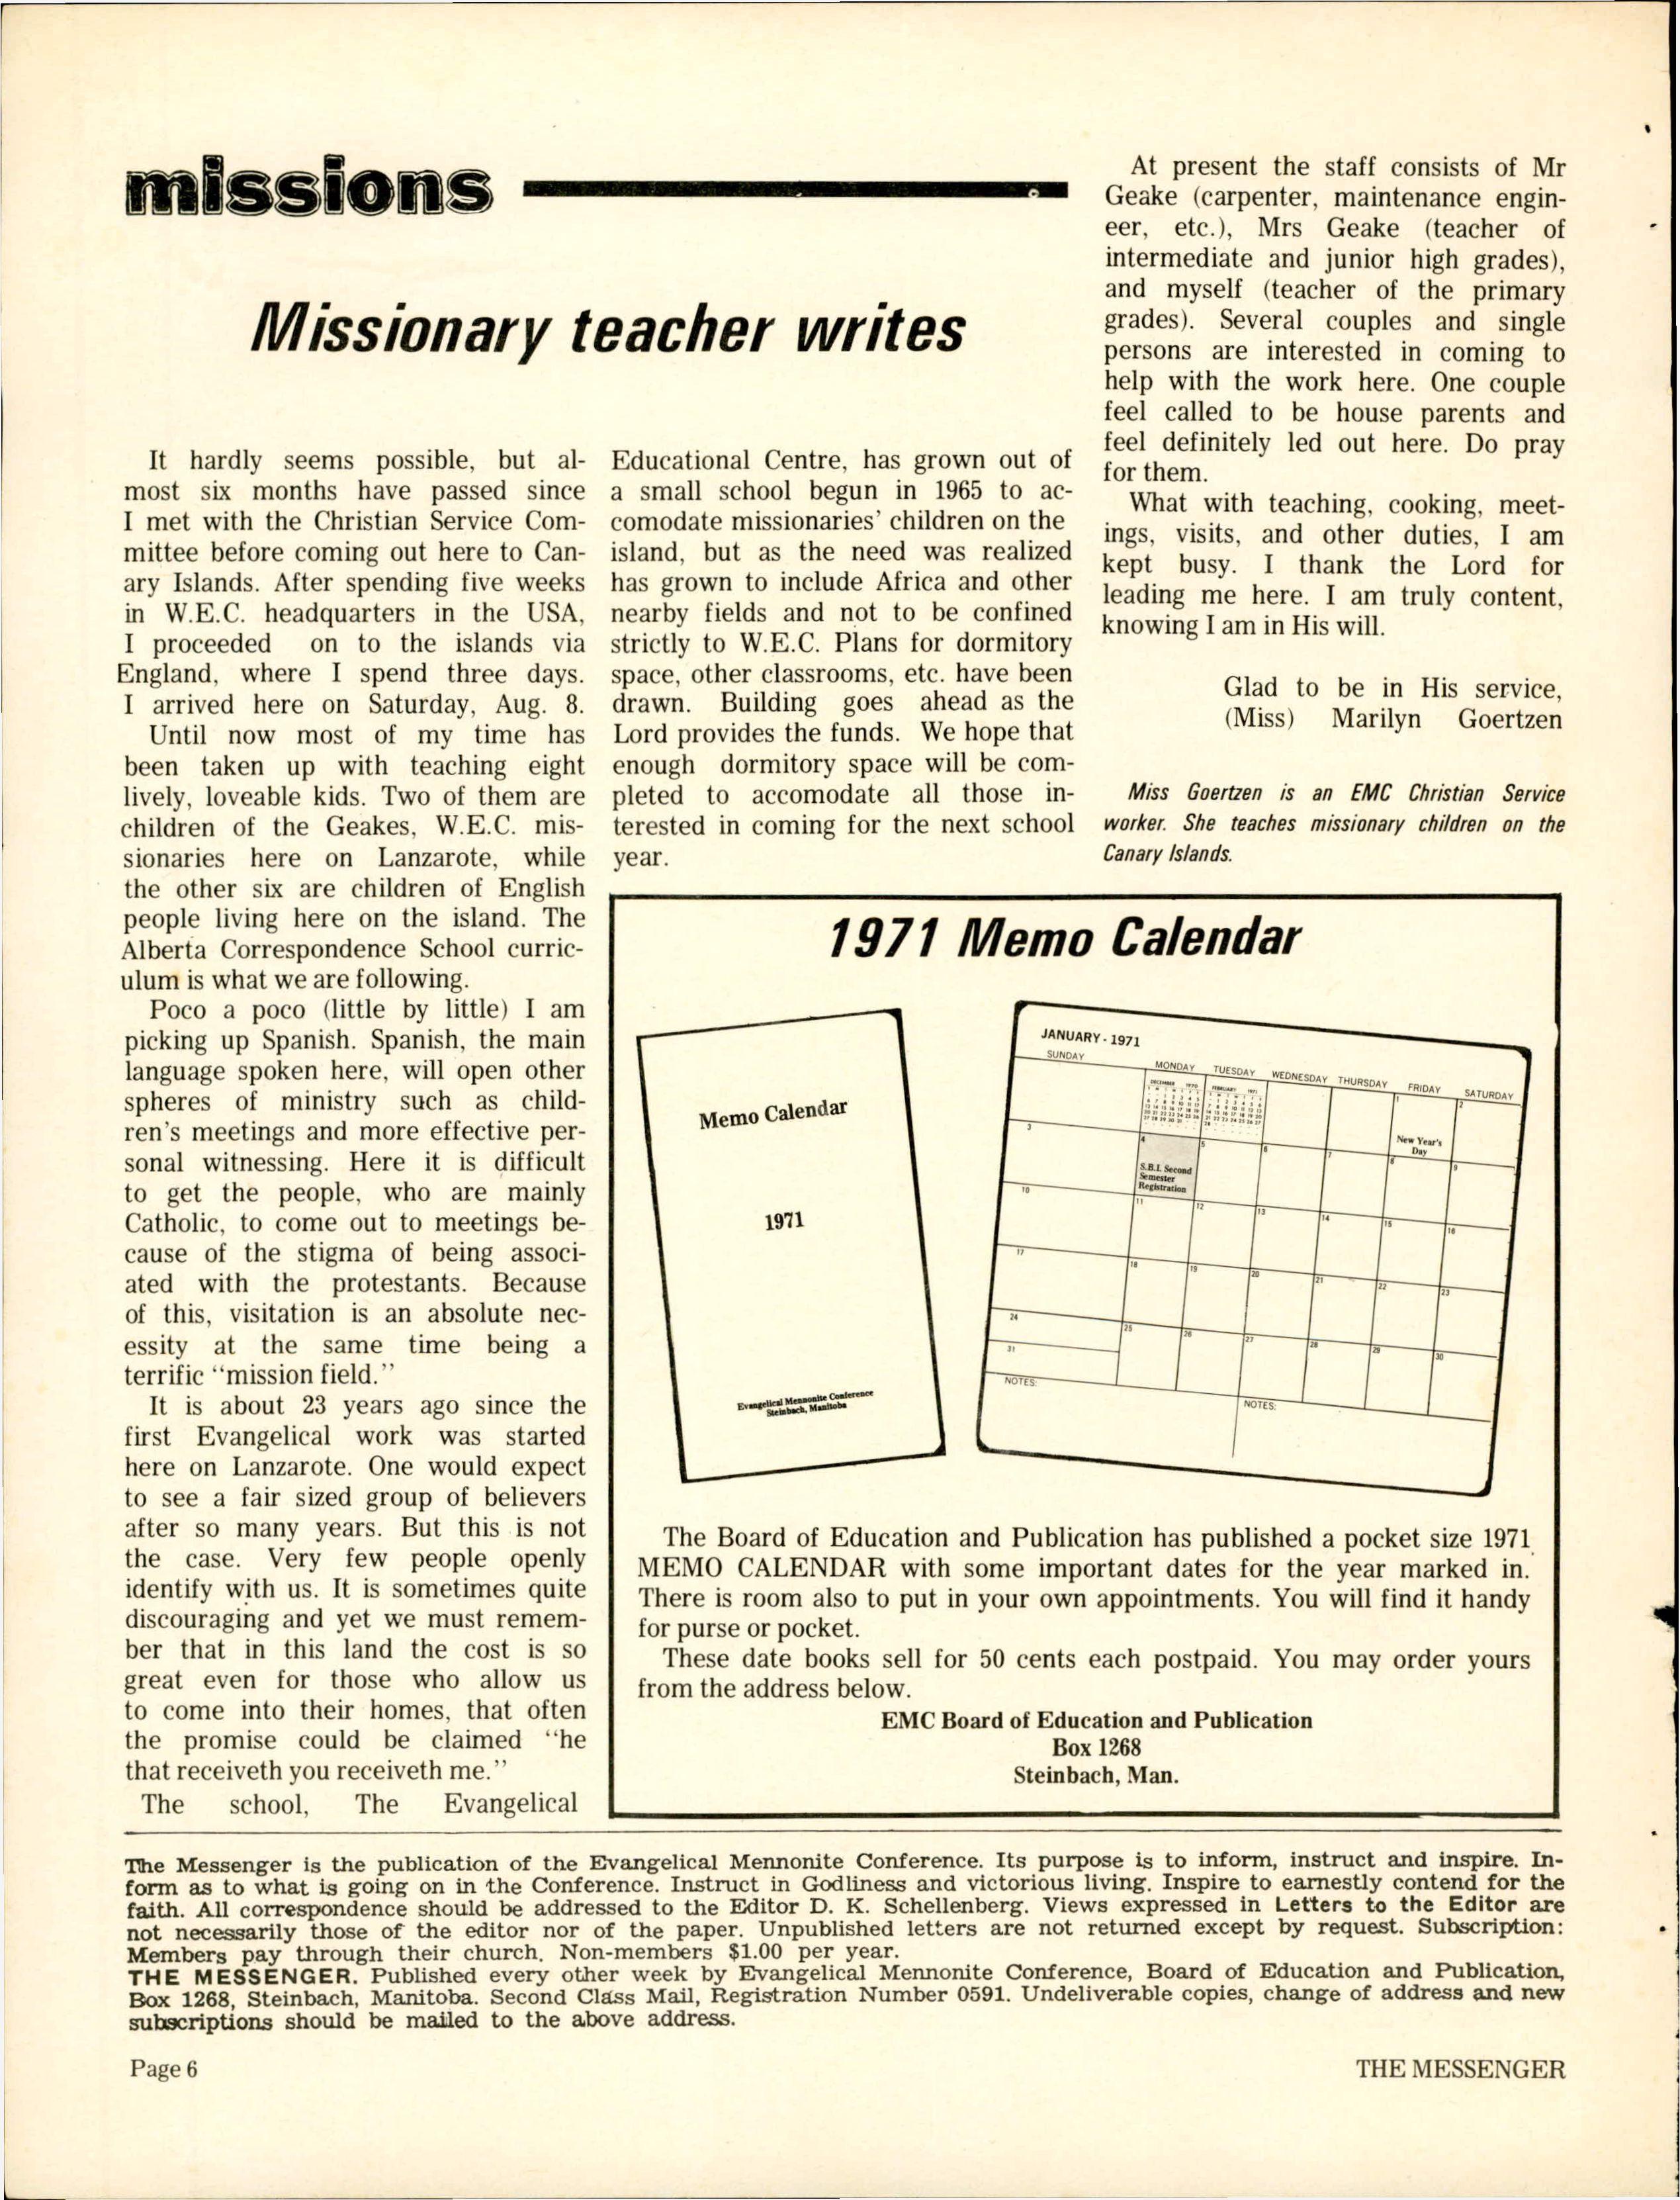 missions
Missionary teacher writes
It hardly seems possible, but al-
most six months have passed since
I met with the Christian Service Com-
mittee before coming out here to Can-
ary Islands. After spending five weeks
in W.E.C. headquarters in the USA,
I proceeded on to the islands via
England, where I spend three days.
I arrived here on Saturday, Aug. 8.
Until now most of my time has
been taken up with teaching eight
lively, loveable kids. Two of them are
children of the Geakes, W.E.C. mis-
sionaries here on Lanzarote, while
the other six are children of English
people living here on the island. The
Alberta Correspondence School curric-
ulum is what we are following.
Poco a poco (little by little) I am
picking up Spanish. Spanish, the main
language spoken here, will open other
spheres of ministry such as child-
ren's meetings and more effective per-
sonal witnessing. Here it is difficult
to get the people, who are mainly
Catholic, to come out to meetings be-
cause of the stigma of being associ-
ated with the protestants. Because
of this, visitation is an absolute nec-
essity at the same time being a
terrific "mission field."
It is about 23 years ago since the
first Evangelical work was started
here on Lanzarote. One would expect
to see a fair sized group of believers
after so many years. But this is not
the case. Very few people openly
identify with us. It is sometimes quite
discouraging and yet we must remem-
ber that in this land the cost is so
great even for those who allow us
to come into their homes, that often
the promise could be claimed "he
that receiveth you receiveth me."
The school, The Evangelical
Educational Centre, has grown out of
a small school begun in 1965 to ac-
comodate missionaries' children on the
island, but as the need was realized
has grown to include Africa and other
nearby fields and not to be confined
strictly to W.E.C. Plans for dormitory
space, other classrooms, etc. have been
drawn. Building goes ahead as the
Lord provides the funds. We hope that
enough dormitory space will be com-
pleted to accomodate all those in-
terested in coming for the next school
year.
At present the staff consists of Mr
Geake (carpenter, maintenance engin-
eer, etc.), Mrs Geake (teacher of
intermediate and junior high grades),
and myself (teacher of the primary
grades). Several couples and single
persons are interested in coming to
help with the work here. One couple
feel called to be house parents and
feel definitely led out here. Do pray
for them.
What with teaching, cooking, meet-
ings, visits, and other duties, I am
kept busy. I thank the Lord for
leading me here. I am truly content,
knowing I am in His will.
Glad to be in His service,
(Miss) Marilyn Goertzen
Miss Goertzen is an EMC Christian Service
worker. She teaches missionary children on the
Canary Islands.
1971 Memo Calendar
Memo Calendar
1971
Evangelical Mennonite Conference
Steinbach, Manitoba
JANUARY - 1971
SUNDAY MONDAY TUESDAY WEDNESDAY THURSDAY FRIDAY SATURDAY
DECEMBER 1970 FEBRUARY 1971
1 2
New Year's
Day
3 4 5 6 7 8 9
S.B.I. Second
Semester
Registration
10 11 12 13 14 15 16
17 18 19 20 21 22 23
24 25 26 27 28 29 30
31
NOTES: NOTES:
The Board of Education and Publication has published a pocket size 1971
MEMO CALENDAR with some important dates for the year marked in.
There is room also to put in your own appointments. You will find it handy
for purse or pocket.
These date books sell for 50 cents each postpaid. You may order yours
from the address below.
EMC Board of Education and Publication
Box 1268
Steinbach, Man.
The Messenger is the publication of the Evangelical Mennonite Conference. Its purpose is to inform, instruct and inspire. In-
form as to what is going on in the Conference. Instruct in Godliness and victorious living. Inspire to earnestly contend for the
faith. All correspondence should be addressed to the Editor D. K. Schellenberg. Views expressed in Letters to the Editor are
not necessarily those of the editor nor of the paper. Unpublished letters are not returned except by request. Subscription:
Members pay through their church. Non-members $1.00 per year.
THE MESSENGER. Published every other week by Evangelical Mennonite Conference, Board of Education and Publication,
Box 1268, Steinbach, Manitoba. Second Class Mail, Registration Number 0591. Undeliverable copies, change of address and new
subscriptions should be mailed to the above address.
Page 6
THE MESSENGER